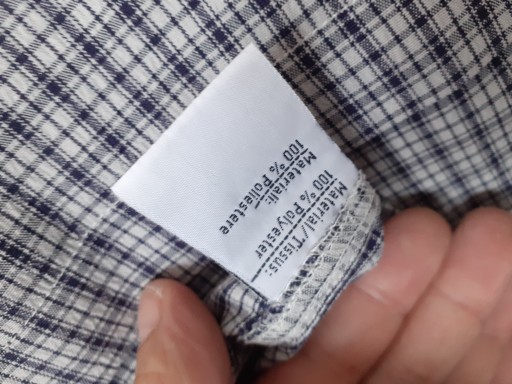 Material/Tissus:
100 % Polyester
Materiali:
100 % Poliestere